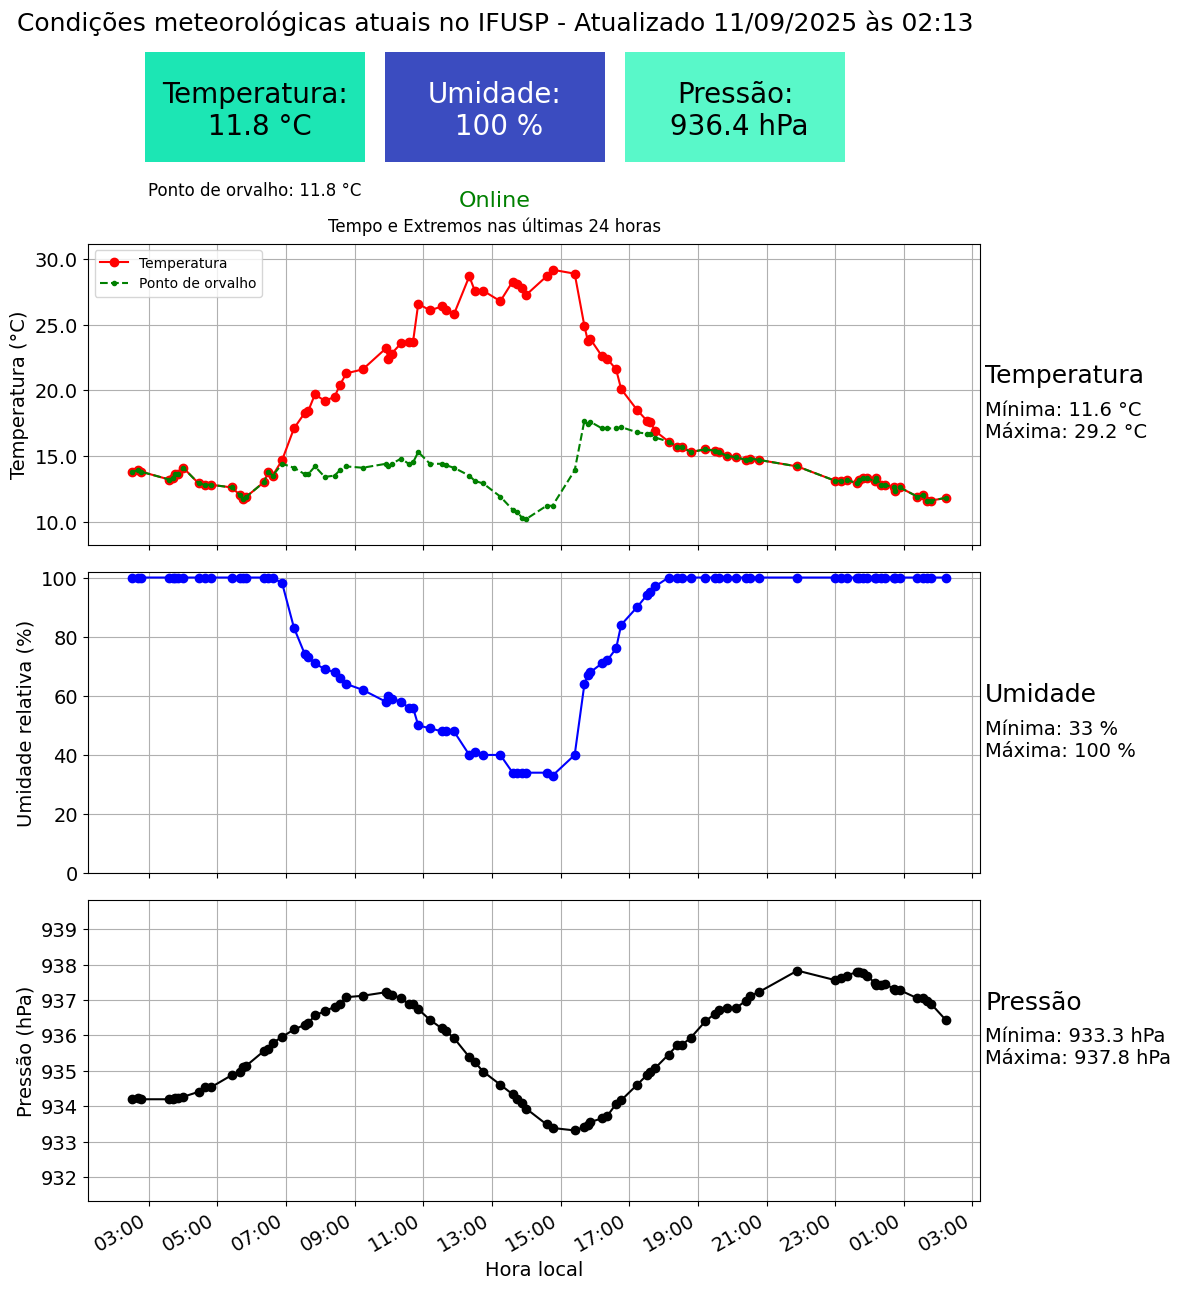 Condições meteorológicas atuais no IFUSP - Atualizado 11/09/2025 às 02:13
Temperatura:
11.8 °C
Umidade:
100 %
Pressão:
936.4 hPa
Ponto de orvalho: 11.8 °C
Online
Tempo e Extremos nas últimas 24 horas
Temperatura
Ponto de orvalho
Temperatura (°C)
30.0
25.0
20.0
15.0
10.0
Temperatura
Mínima: 11.6 °C
Máxima: 29.2 °C
Umidade relativa (%)
100
80
60
40
20
0
Umidade
Mínima: 33 %
Máxima: 100 %
Pressão (hPa)
939
938
937
936
935
934
933
932
Pressão
Mínima: 933.3 hPa
Máxima: 937.8 hPa
03:00
05:00
07:00
09:00
11:00
13:00
15:00
17:00
19:00
21:00
23:00
01:00
03:00
Hora local